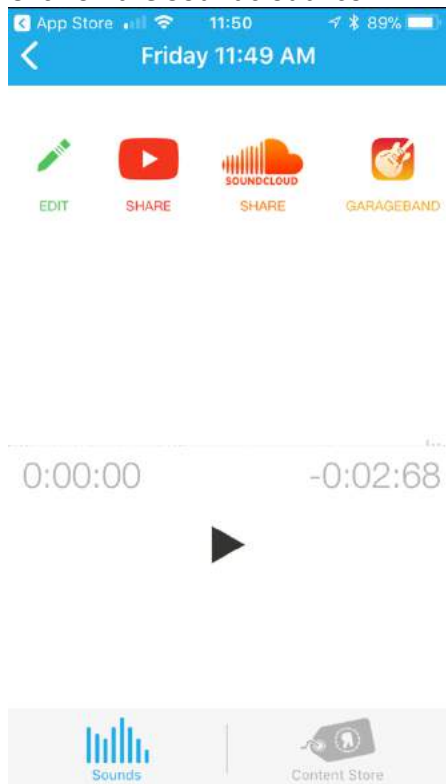 App Store 11:50 89%
Friday 11:49 AM
SOUNDCLOUD
EDIT SHARE SHARE GARAGEBAND
0:00:00 -0:02:68
Sounds Content Store